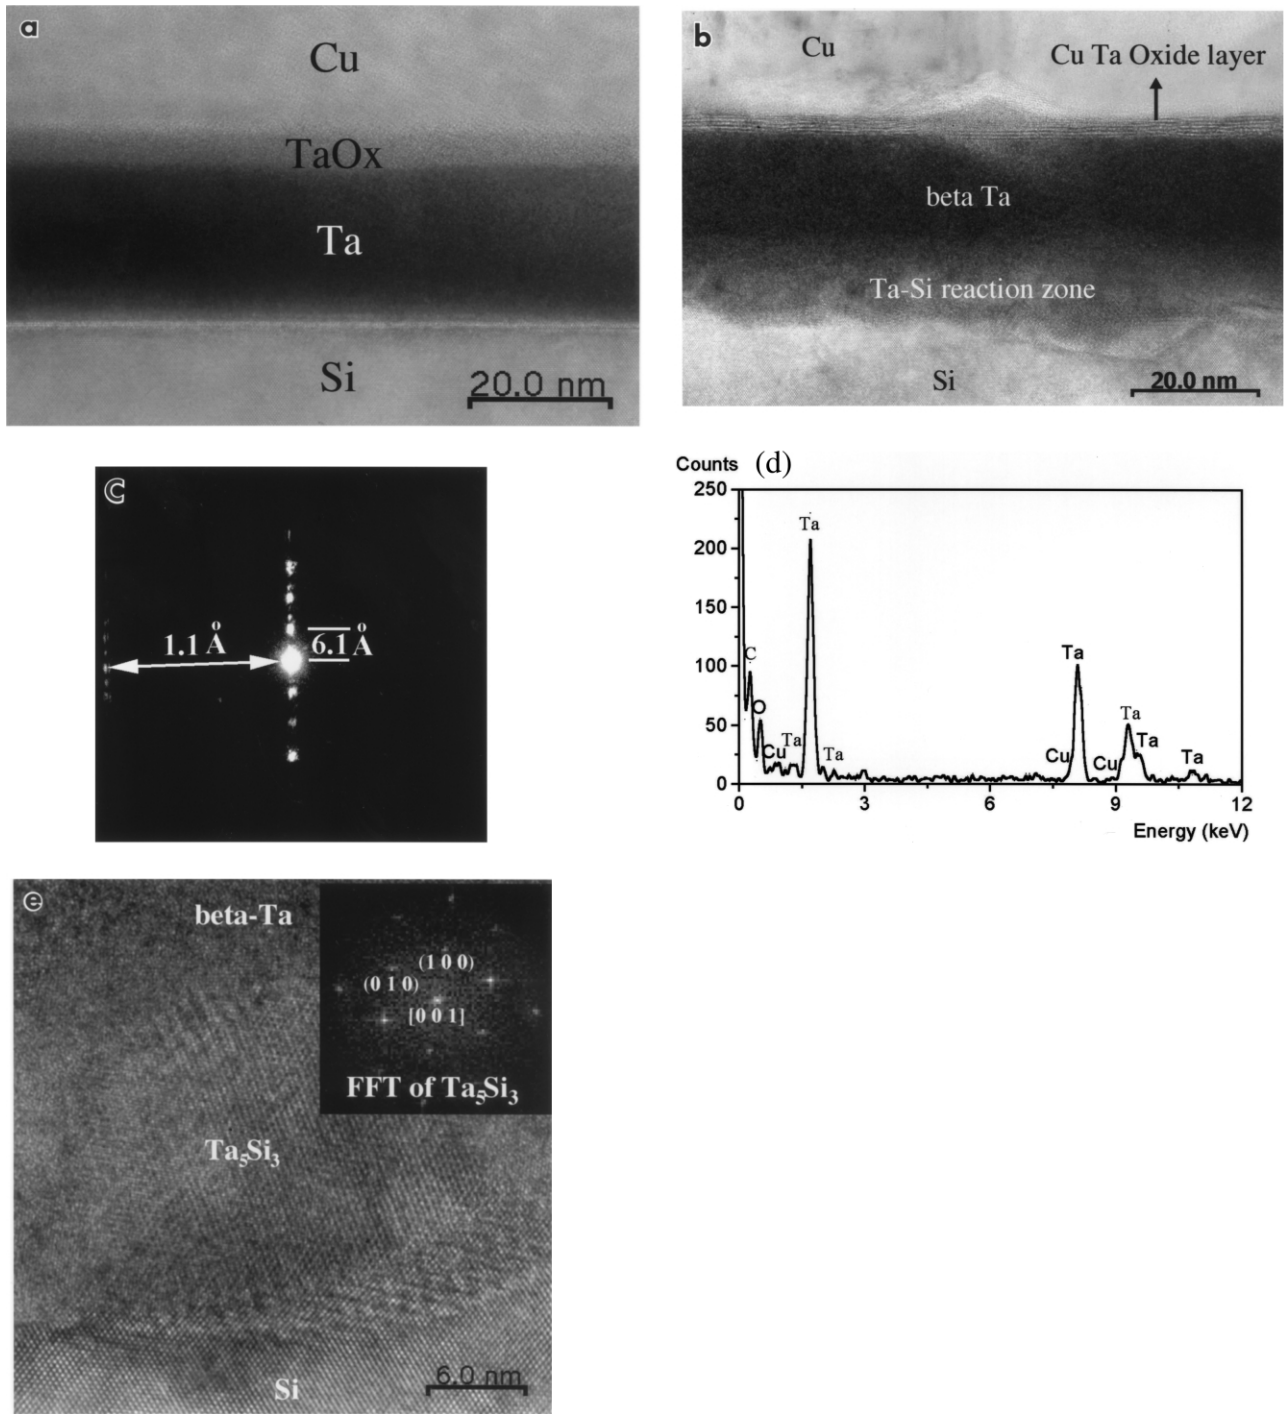 a
Cu
TaOx
Ta
Si
20.0 nm
b
Cu
Cu Ta Oxide layer
beta Ta
Ta-Si reaction zone
Si
20.0 nm
C
1.1 Å
6.1 Å
Counts (d)
250
200
150
100
50
0
C
O
Cu
Ta
Ta
Ta
Cu
Ta
Cu
Ta
Ta
Ta
0 3 6 9 12
Energy (keV)
e
beta-Ta
(1 0 0)
(0 1 0)
[0 0 1]
FFT of Ta₅Si₃
Ta₅Si₃
Si
6.0 nm